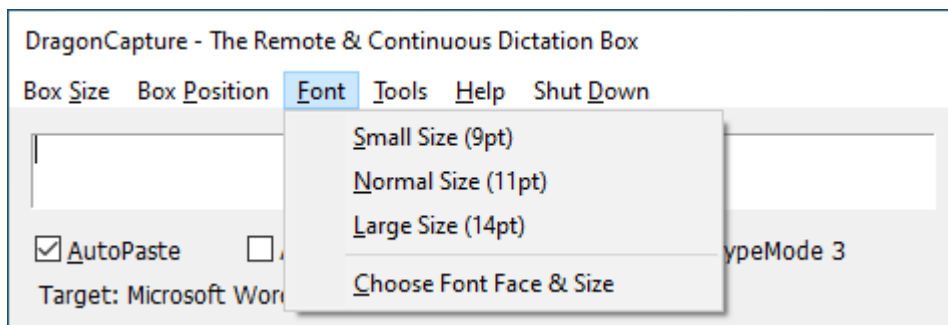 DragonCapture - The Remote & Continuous Dictation Box
Box Size Box Position Font Tools Help Shut Down
Small Size (9pt)
Normal Size (11pt)
Large Size (14pt)
AutoPaste ypeMode 3
Choose Font Face & Size
Target: Microsoft Wor